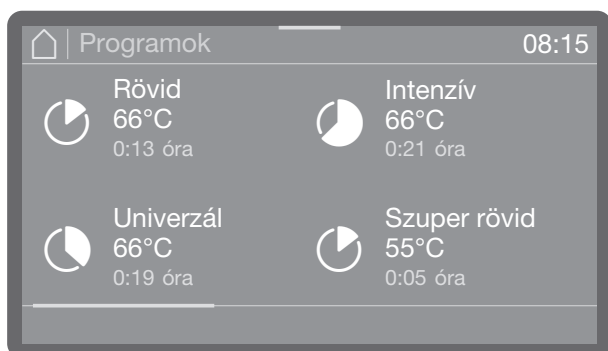 Programok 08:15
Rövid
66°C
0:13 óra
Intenzív
66°C
0:21 óra
Univerzál
66°C
0:19 óra
Szuper rövid
55°C
0:05 óra